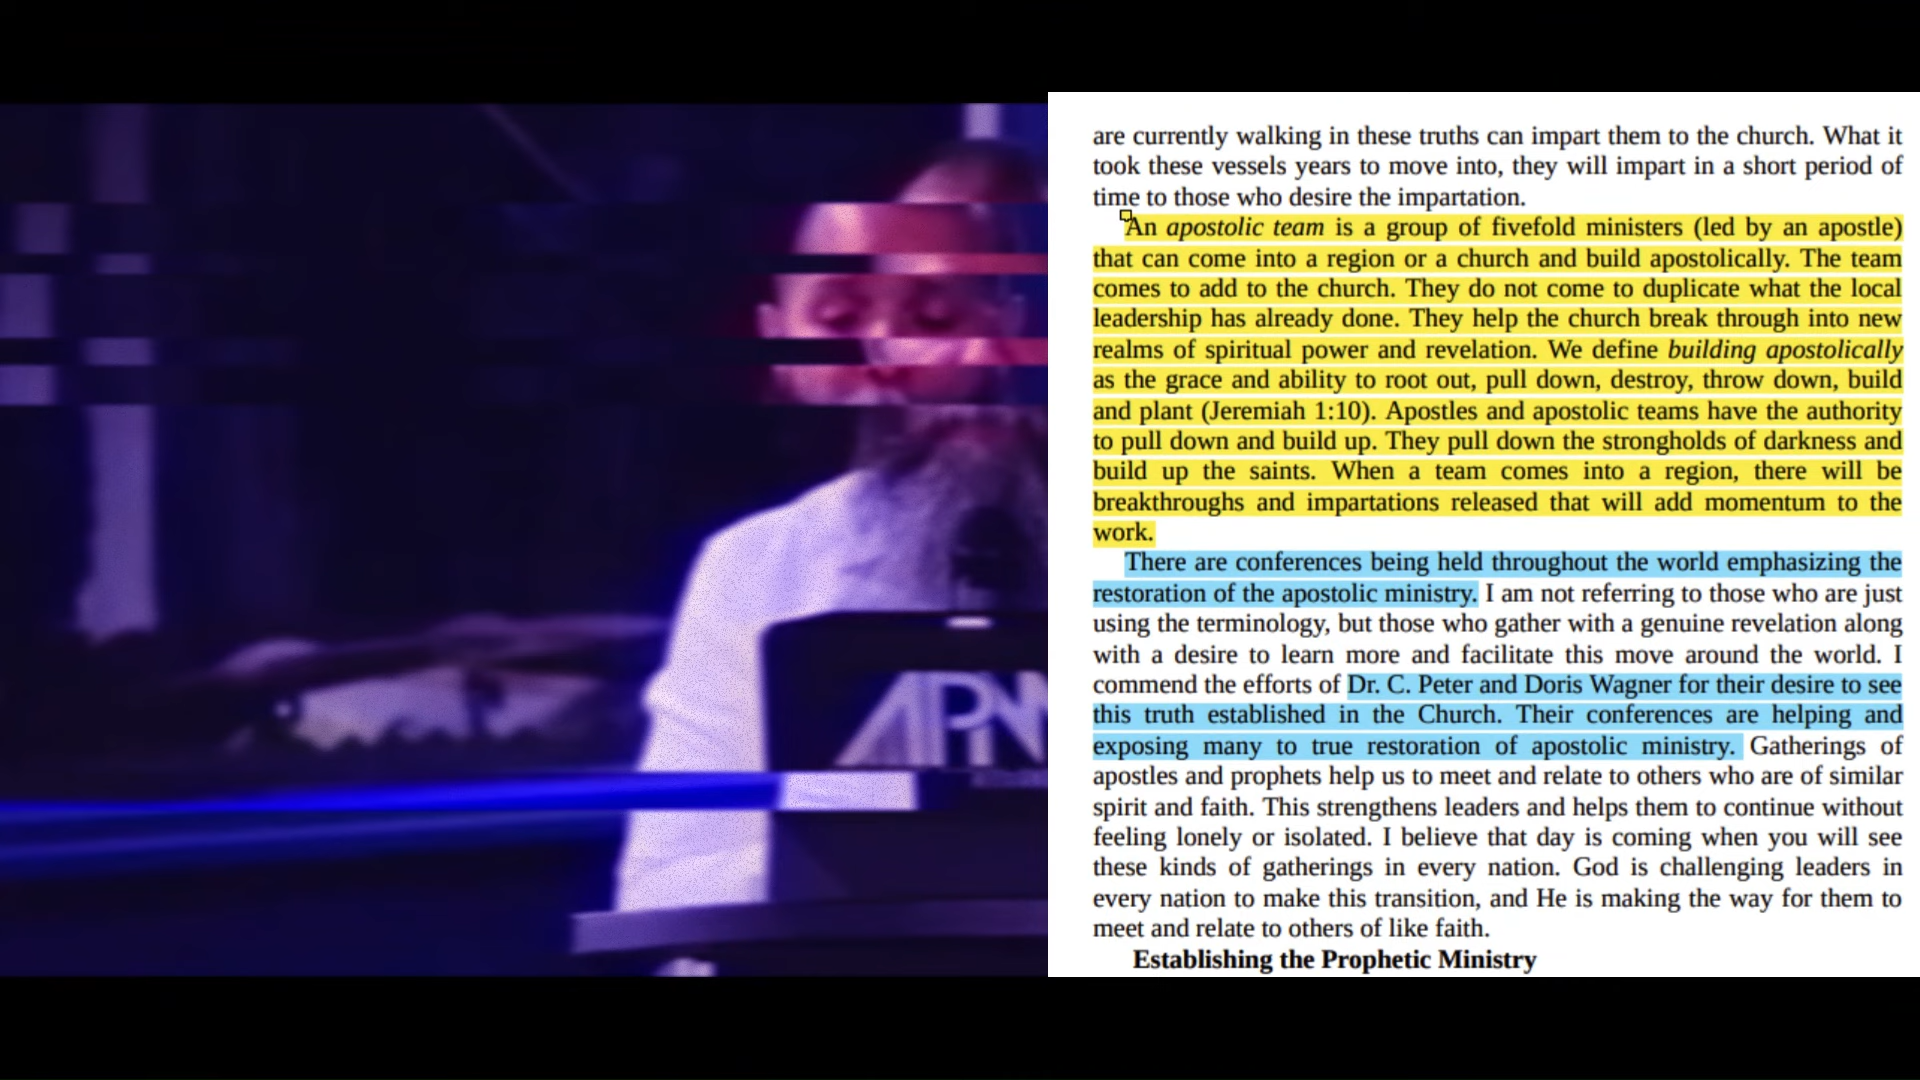 APN
are currently walking in these truths can impart them to the church. What it
took these vessels years to move into, they will impart in a short period of
time to those who desire the impartation.
An apostolic team is a group of fivefold ministers (led by an apostle)
that can come into a region or a church and build apostolically. The team
comes to add to the church. They do not come to duplicate what the local
leadership has already done. They help the church break through into new
realms of spiritual power and revelation. We define building apostolically
as the grace and ability to root out, pull down, destroy, throw down, build
and plant (Jeremiah 1:10). Apostles and apostolic teams have the authority
to pull down and build up. They pull down the strongholds of darkness and
build up the saints. When a team comes into a region, there will be
breakthroughs and impartations released that will add momentum to the
work.
There are conferences being held throughout the world emphasizing the
restoration of the apostolic ministry. I am not referring to those who are just
using the terminology, but those who gather with a genuine revelation along
with a desire to learn more and facilitate this move around the world. I
commend the efforts of Dr. C. Peter and Doris Wagner for their desire to see
this truth established in the Church. Their conferences are helping and
exposing many to true restoration of apostolic ministry. Gatherings of
apostles and prophets help us to meet and relate to others who are of similar
spirit and faith. This strengthens leaders and helps them to continue without
feeling lonely or isolated. I believe that day is coming when you will see
these kinds of gatherings in every nation. God is challenging leaders in
every nation to make this transition, and He is making the way for them to
meet and relate to others of like faith.
Establishing the Prophetic Ministry